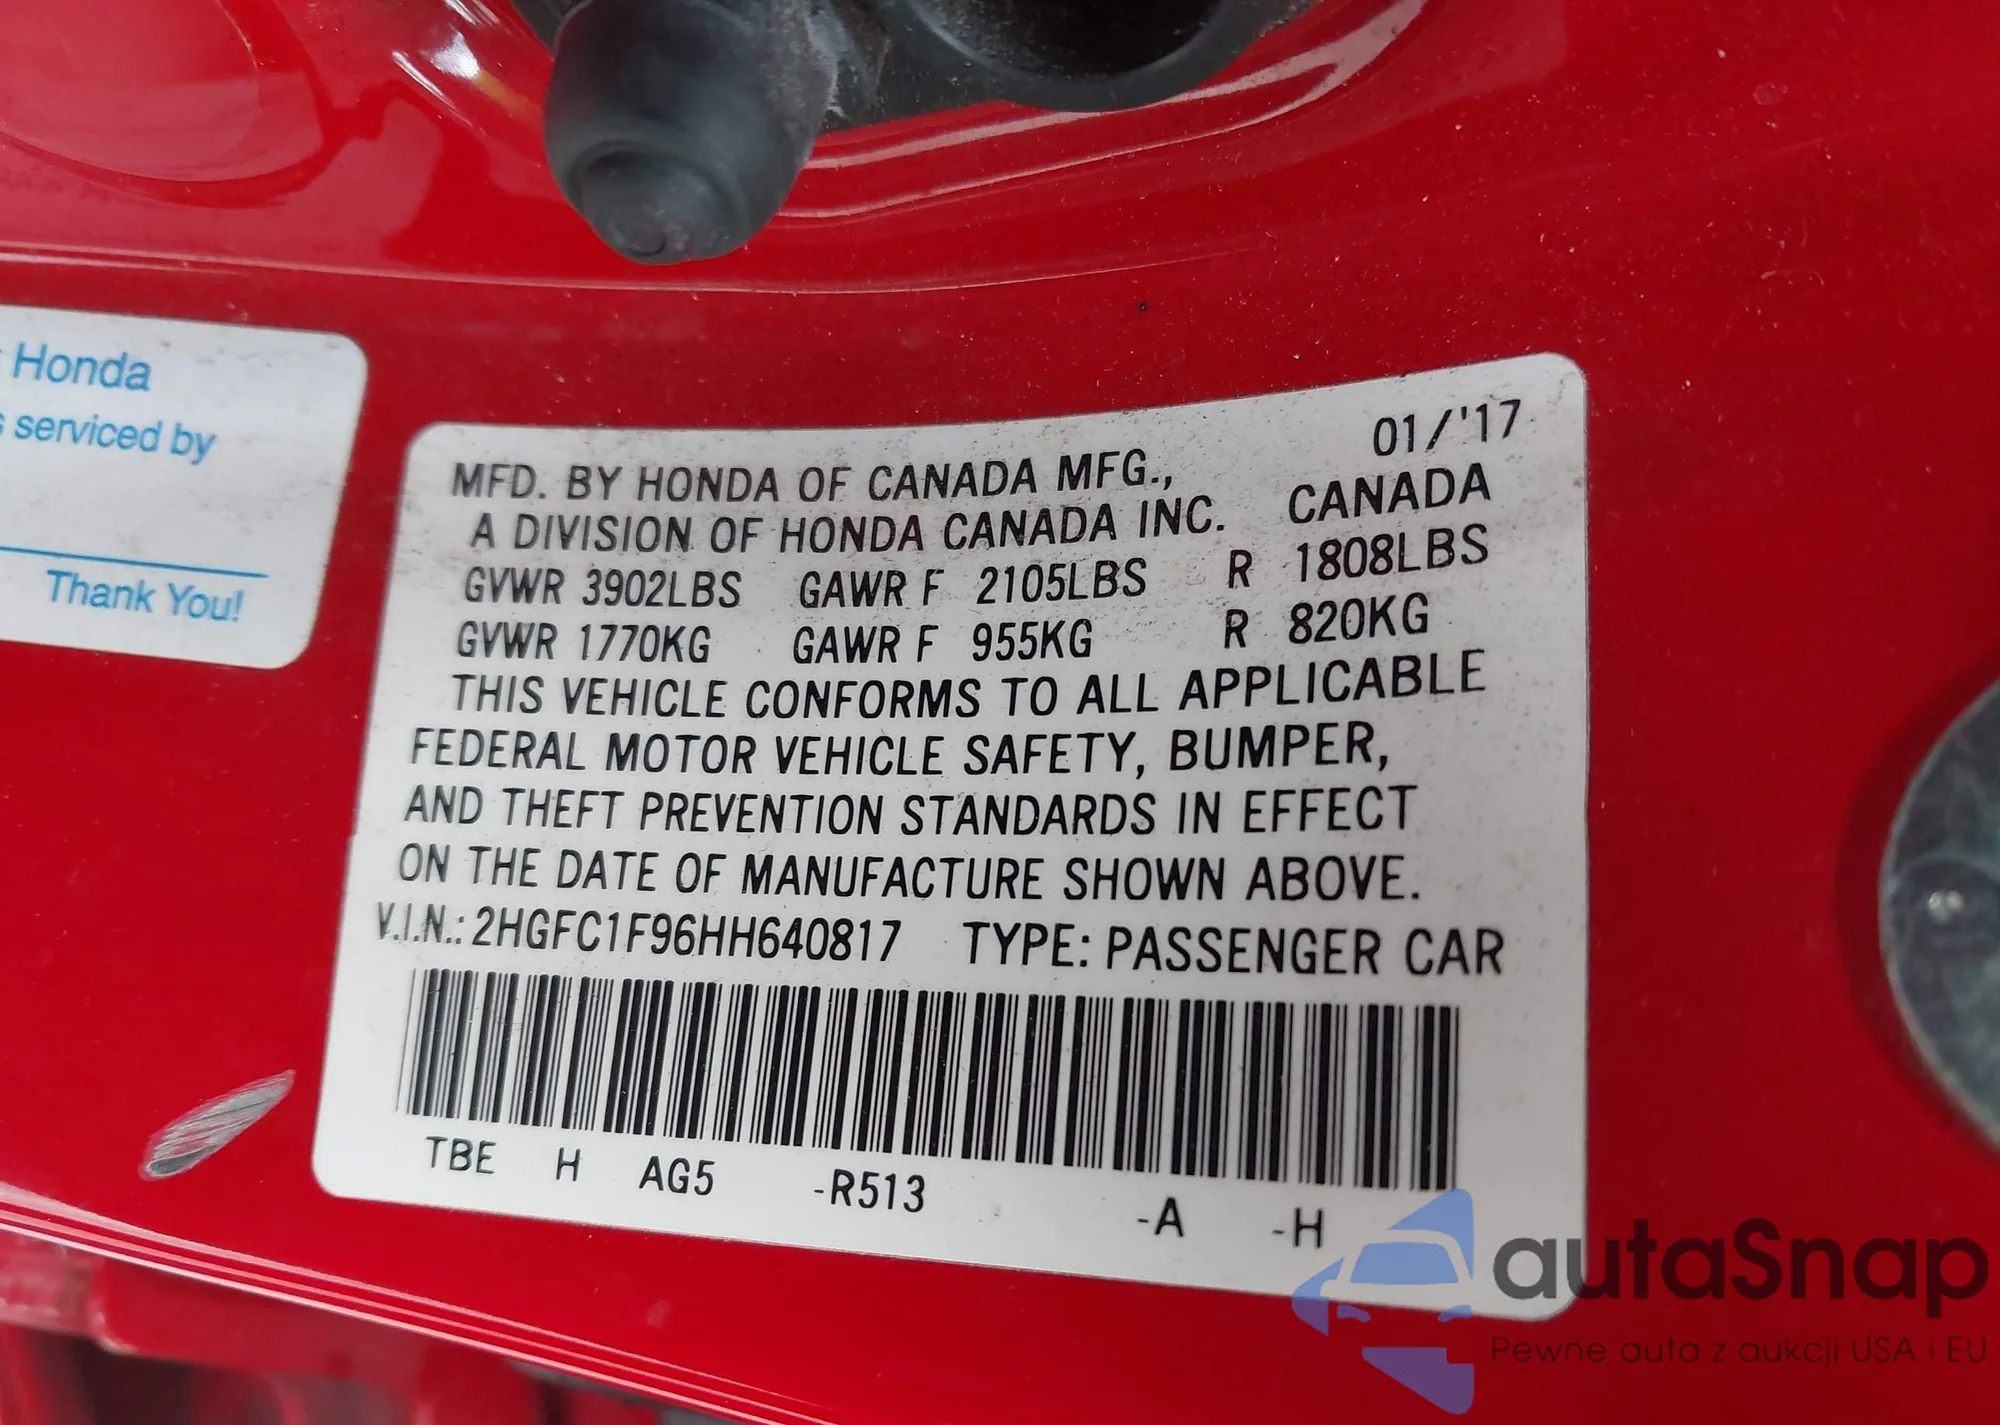 Honda
serviced by
Thank You!
01/'17
MFD. BY HONDA OF CANADA MFG.,
A DIVISION OF HONDA CANADA INC. CANADA
GVWR 3902LBS GAWR F 2105LBS R 1808LBS
GVWR 1770KG GAWR F 955KG R 820KG
THIS VEHICLE CONFORMS TO ALL APPLICABLE
FEDERAL MOTOR VEHICLE SAFETY, BUMPER,
AND THEFT PREVENTION STANDARDS IN EFFECT
ON THE DATE OF MANUFACTURE SHOWN ABOVE.
V.I.N.: 2HGFC1F96HH640817 TYPE: PASSENGER CAR
TBE H AG5 -R513 -A -H
autaSnap
Pewne auta z aukcji USA i EU